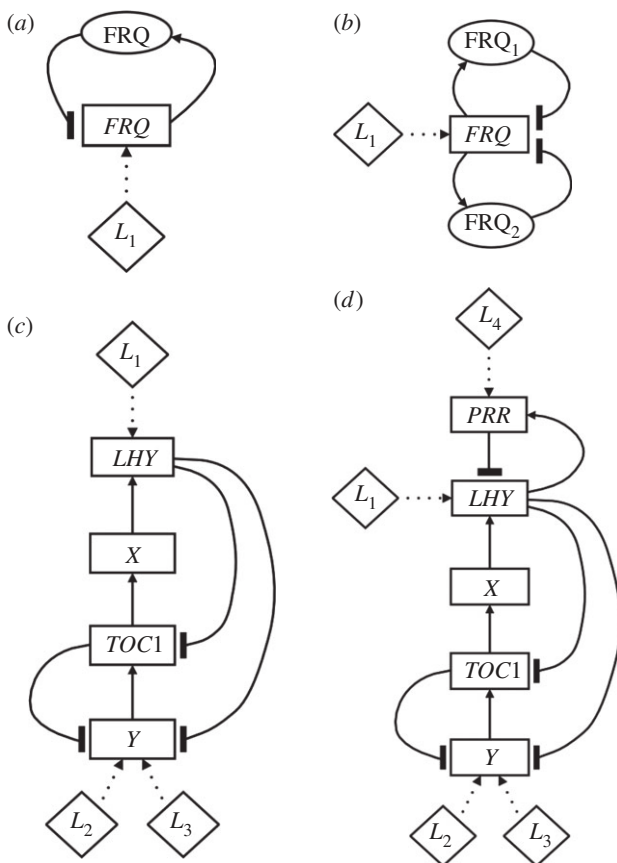 (a)
FRQ
FRQ
L1
(b)
FRQ1
L1
FRQ
FRQ2
(c)
L1
LHY
X
TOC1
Y
L2
L3
(d)
L4
PRR
L1
LHY
X
TOC1
Y
L2
L3